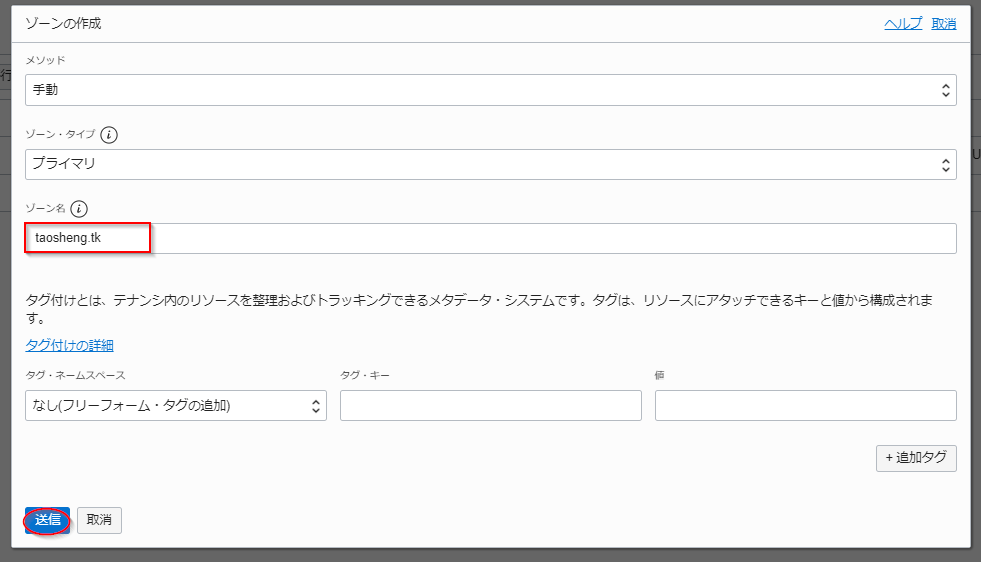 ゾーンの作成
ヘルプ 取消
メソッド
手動
ゾーン・タイプ i
プライマリ
ゾーン名 i
taosheng.tk
タグ付けとは、テナンシ内のリソースを整理およびトラッキングできるメタデータ・システムです。タグは、リソースにアタッチできるキーと値から構成されま
す。
タグ付けの詳細
タグ・ネームスペース タグ・キー 値
なし(フリーフォーム・タグの追加)
+ 追加タグ
送信 取消
行
U